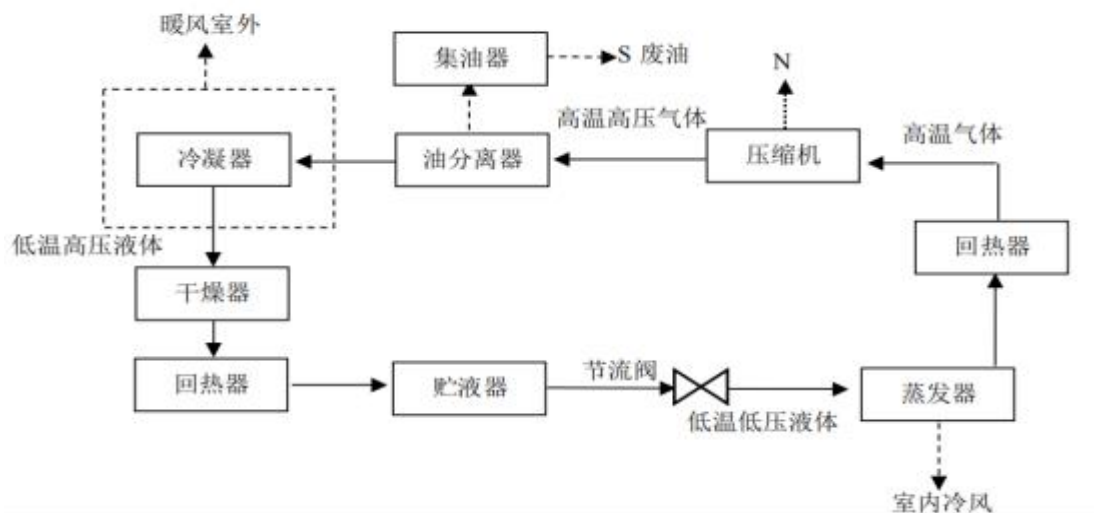 暖风室外
集油器
S 废油
N
高温高压气体
高温气体
冷凝器
油分离器
压缩机
低温高压液体
回热器
干燥器
回热器
贮液器
节流阀
低温低压液体
蒸发器
室内冷风